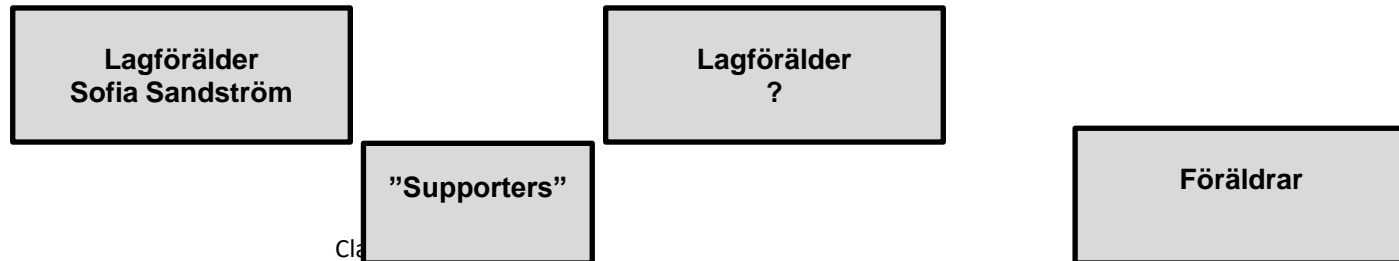 Lagförälder
Sofia Sandström
Lagförälder
?
”Supporters”
Föräldrar